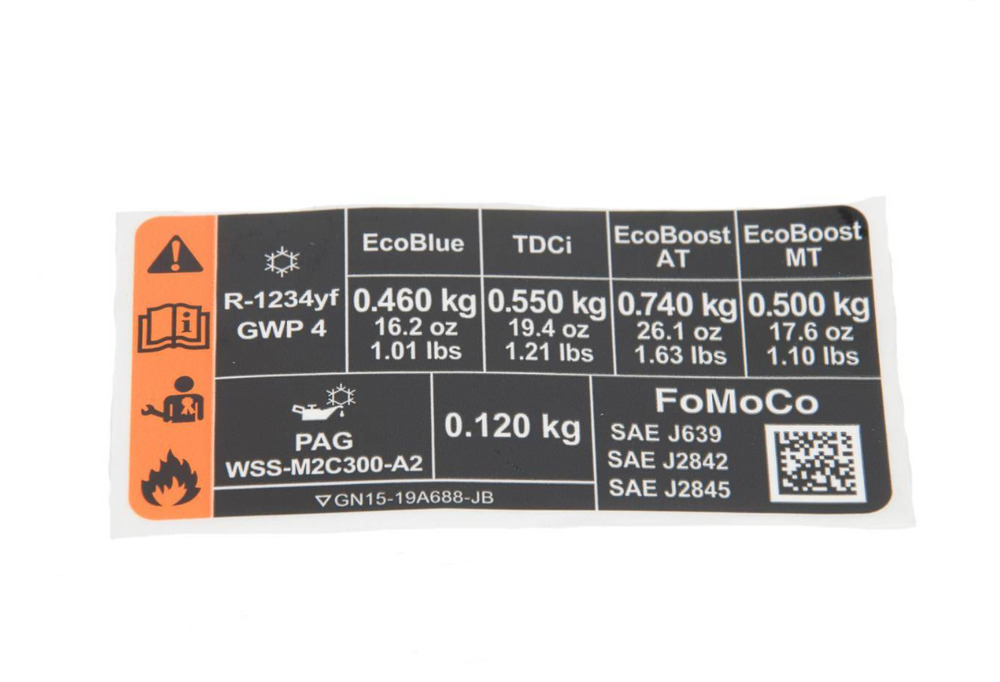 R-1234yf
GWP 4
EcoBlue
0.460 kg
16.2 oz
1.01 lbs
TDCi
0.550 kg
19.4 oz
1.21 lbs
EcoBoost
AT
0.740 kg
26.1 oz
1.63 lbs
EcoBoost
MT
0.500 kg
17.6 oz
1.10 lbs
PAG
WSS-M2C300-A2
0.120 kg
GN15-19A688-JB
FoMoCo
SAE J639
SAE J2842
SAE J2845